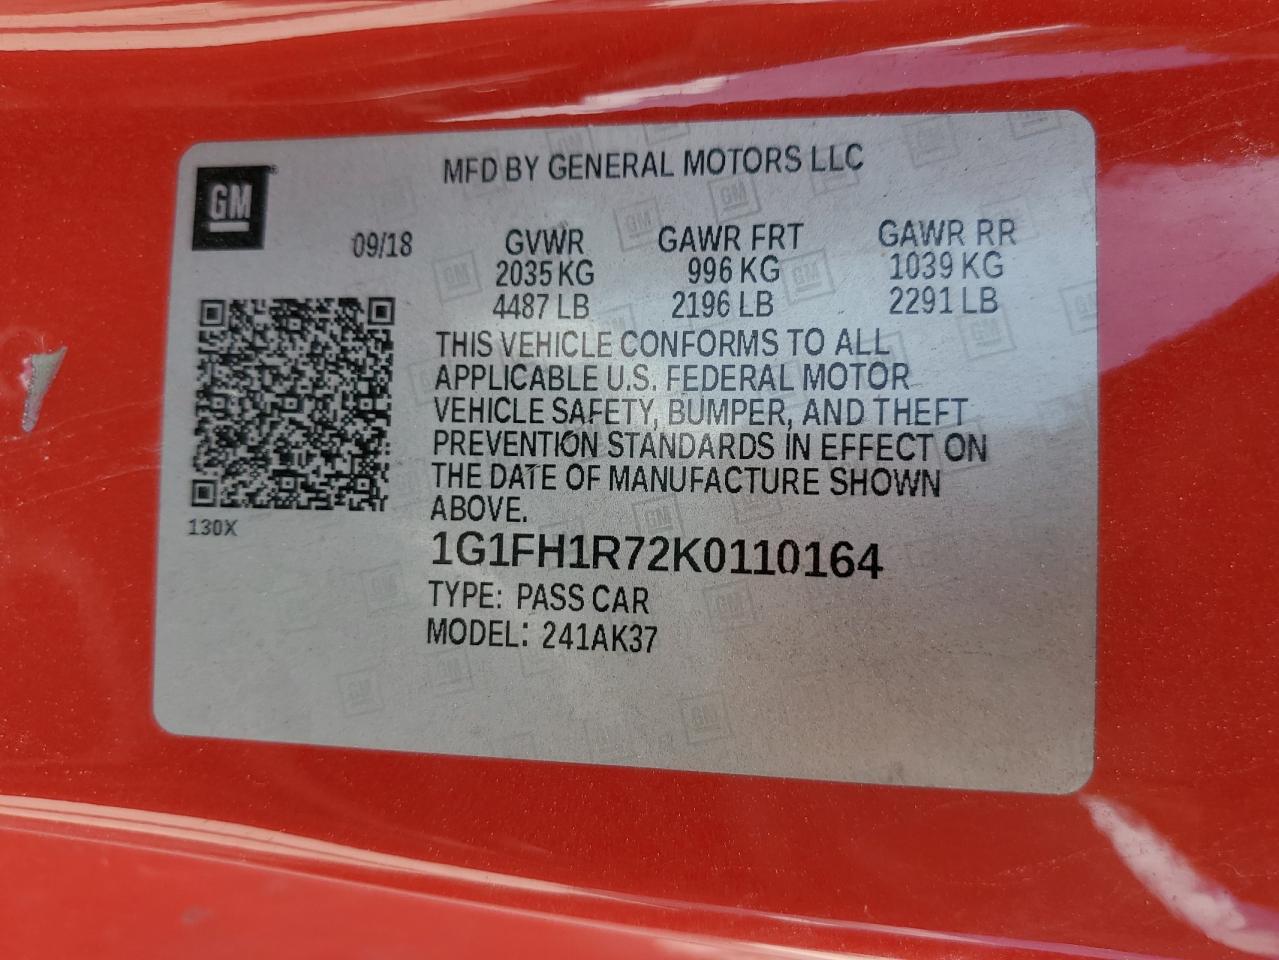 MFD BY GENERAL MOTORS LLC
GM
09/18 GVWR GAWR FRT GAWR RR
2035 KG 996 KG 1039 KG
4487 LB 2196 LB 2291 LB
THIS VEHICLE CONFORMS TO ALL
APPLICABLE U.S. FEDERAL MOTOR
VEHICLE SAFETY, BUMPER, AND THEFT
PREVENTION STANDARDS IN EFFECT ON
THE DATE OF MANUFACTURE SHOWN
ABOVE.
130X
1G1FH1R72K0110164
TYPE: PASS CAR
MODEL: 241AK37